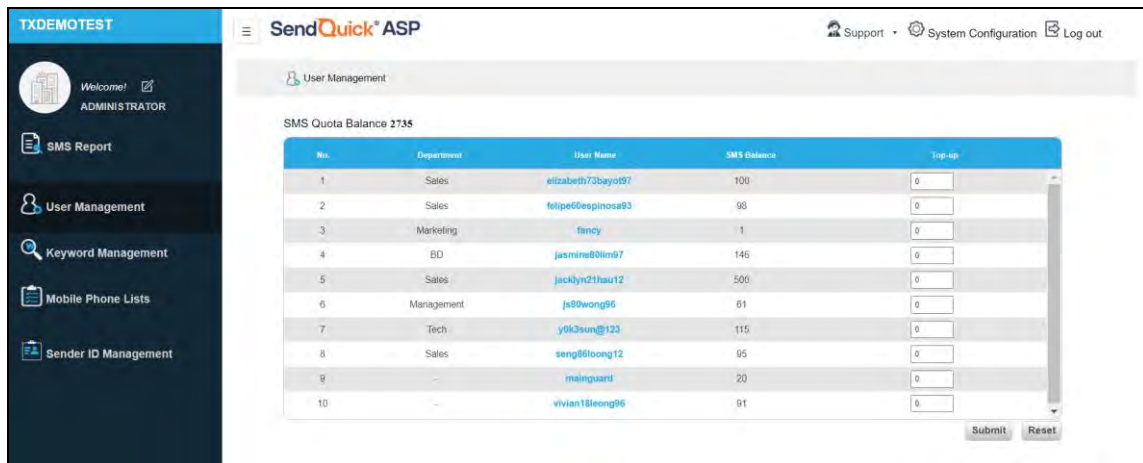 TXDEMOTEST
SendQuick® ASP
Support
System Configuration
Log out
Welcome!
ADMINISTRATOR
SMS Report
User Management
Keyword Management
Mobile Phone Lists
Sender ID Management
User Management
SMS Quota Balance 2735
No. Department User Name SMS Balance Top-up
1 Sales elizabeth73bayot97 100 0
2 Sales felipe60espinosa93 98 0
3 Marketing fancy 1 0
4 BD jasmine80lim97 146 0
5 Sales jacklyn21hau12 500 0
6 Management js80wong96 61 0
7 Tech y0k3sun@123 115 0
8 Sales seng86loong12 95 0
9 - mainguard 20 0
10 - vivian18leong96 91 0
Submit Reset